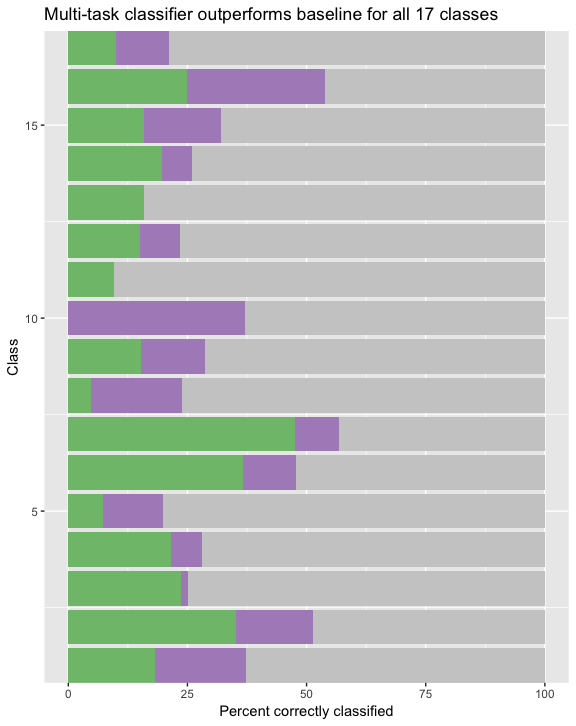 Multi-task classifier outperforms baseline for all 17 classes
15
10
5
Class
0 25 50 75 100
Percent correctly classified